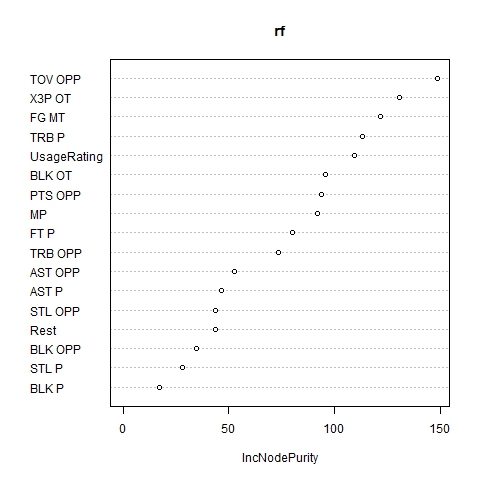 rf
TOV OPP
X3P OT
FG MT
TRB P
UsageRating
BLK OT
PTS OPP
MP
FT P
TRB OPP
AST OPP
AST P
STL OPP
Rest
BLK OPP
STL P
BLK P
0 50 100 150
IncNodePurity